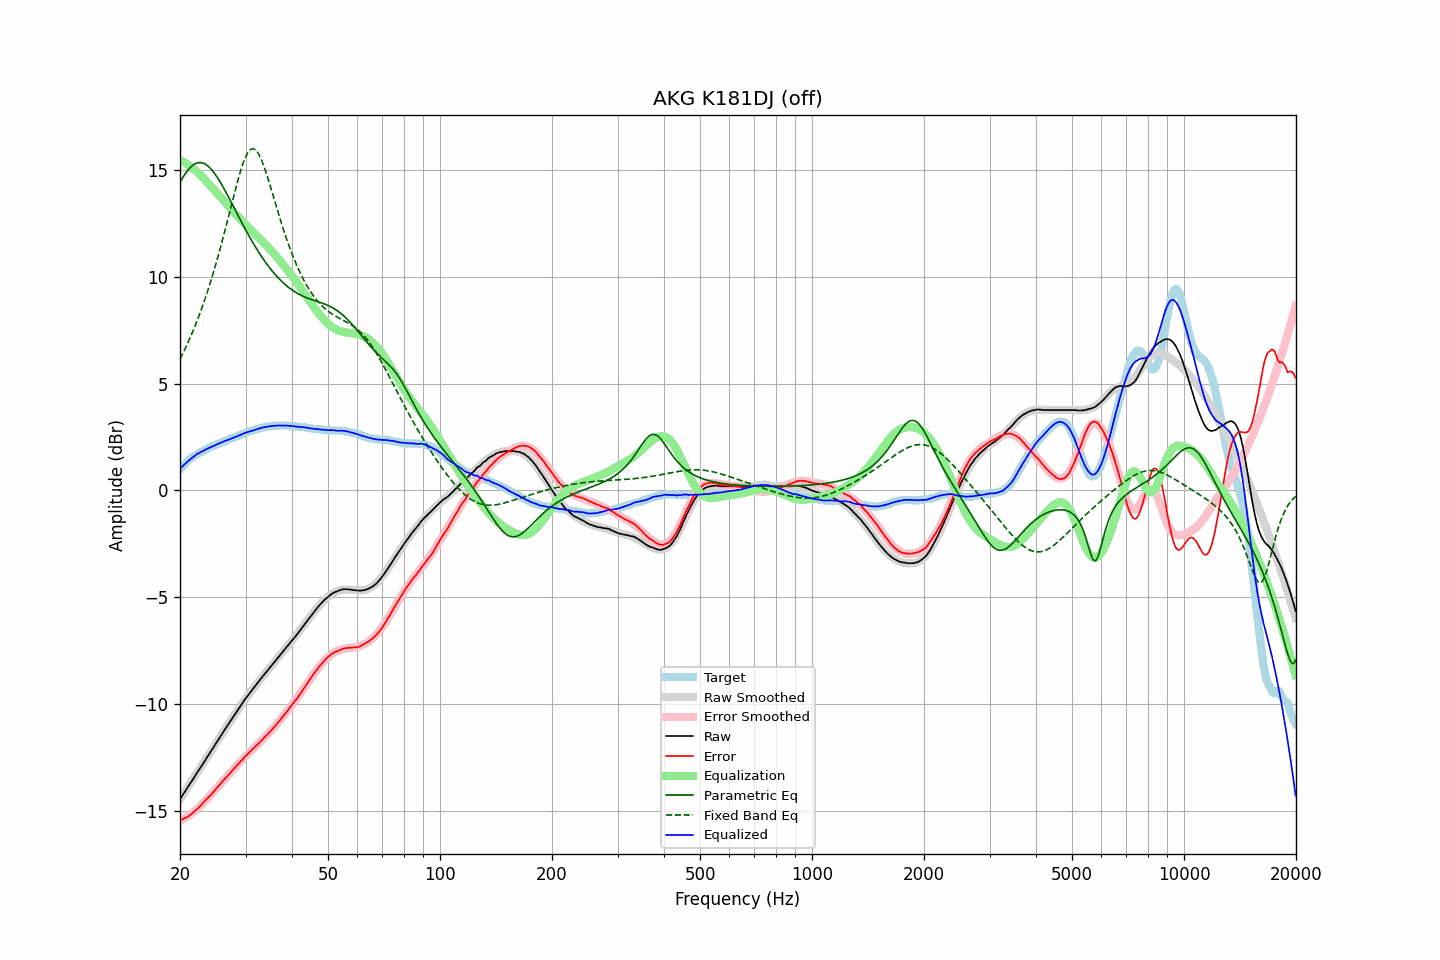 AKG K181DJ (off)
Amplitude (dBr)
15
10
5
0
−5
−10
−15
Target
Raw Smoothed
Error Smoothed
Raw
Error
Equalization
Parametric Eq
Fixed Band Eq
Equalized
20 50 100 200 500 1000 2000 5000 10000 20000
Frequency (Hz)